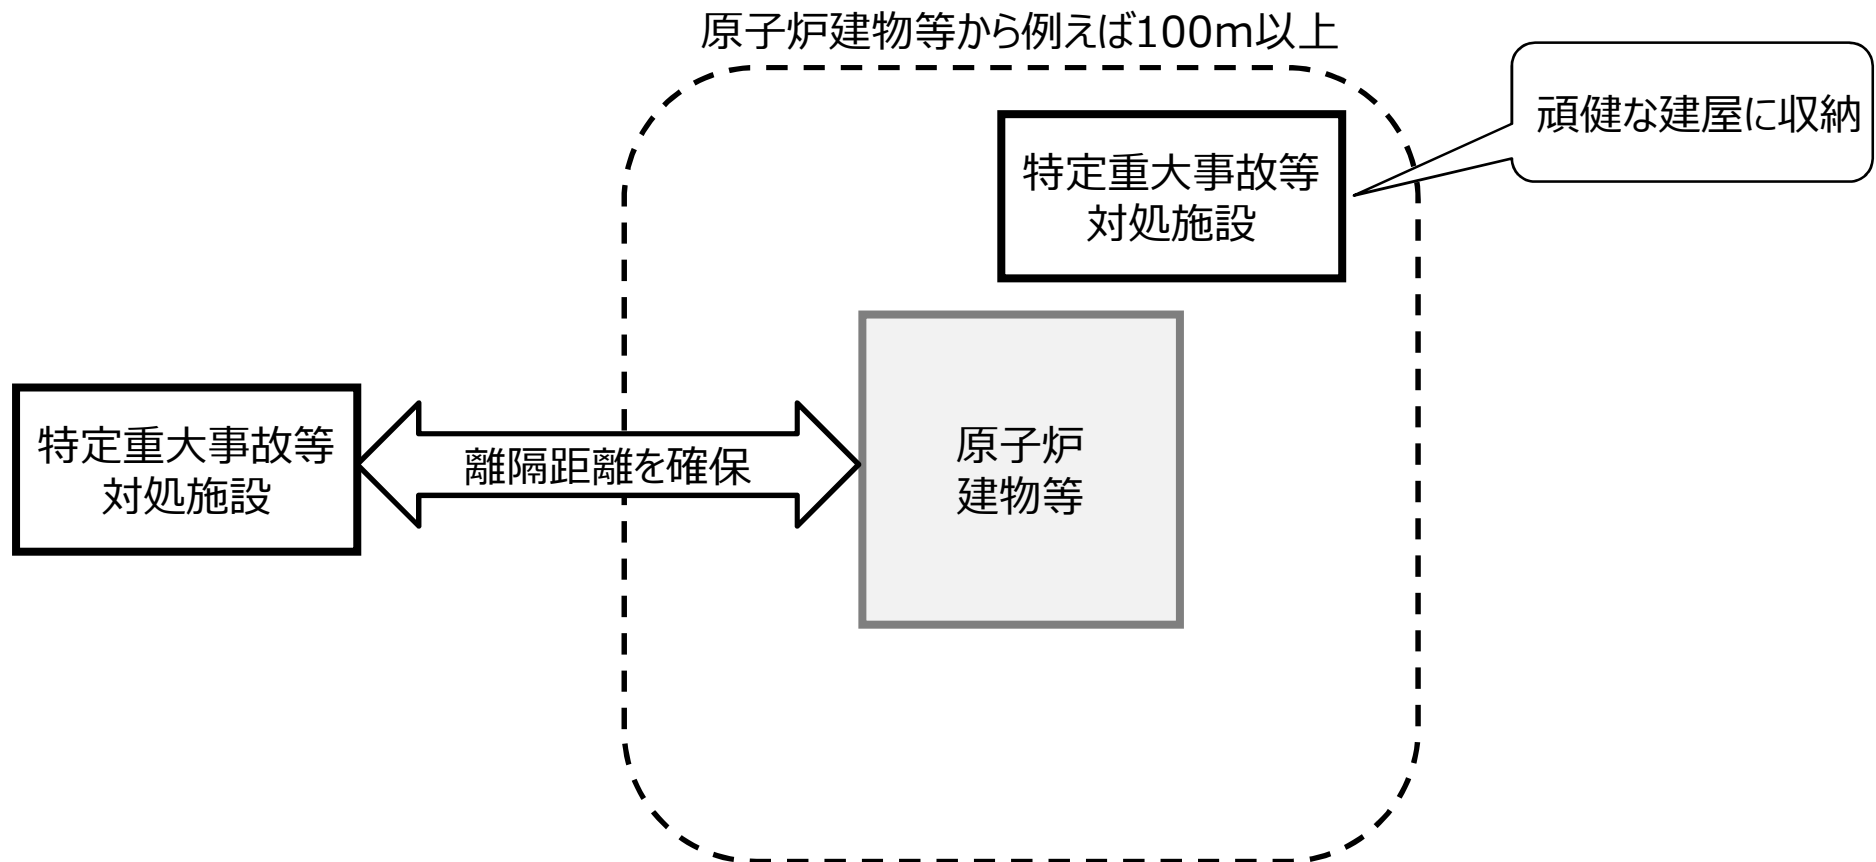 原子炉建物等から例えば100m以上
頑健な建屋に収納
特定重大事故等
対処施設
特定重大事故等
対処施設
離隔距離を確保
原子炉
建物等